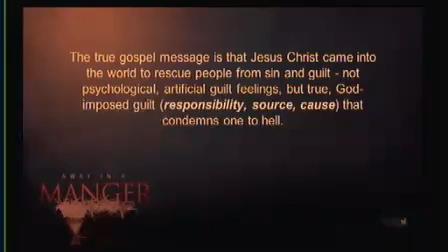 The true gospel message is that Jesus Christ came into
the world to rescue people from sin and guilt - not
psychological, artificial guilt feelings, but true, God-
imposed guilt (responsibility, source, cause) that
condemns one to hell.
AWAY IN A
MANGER